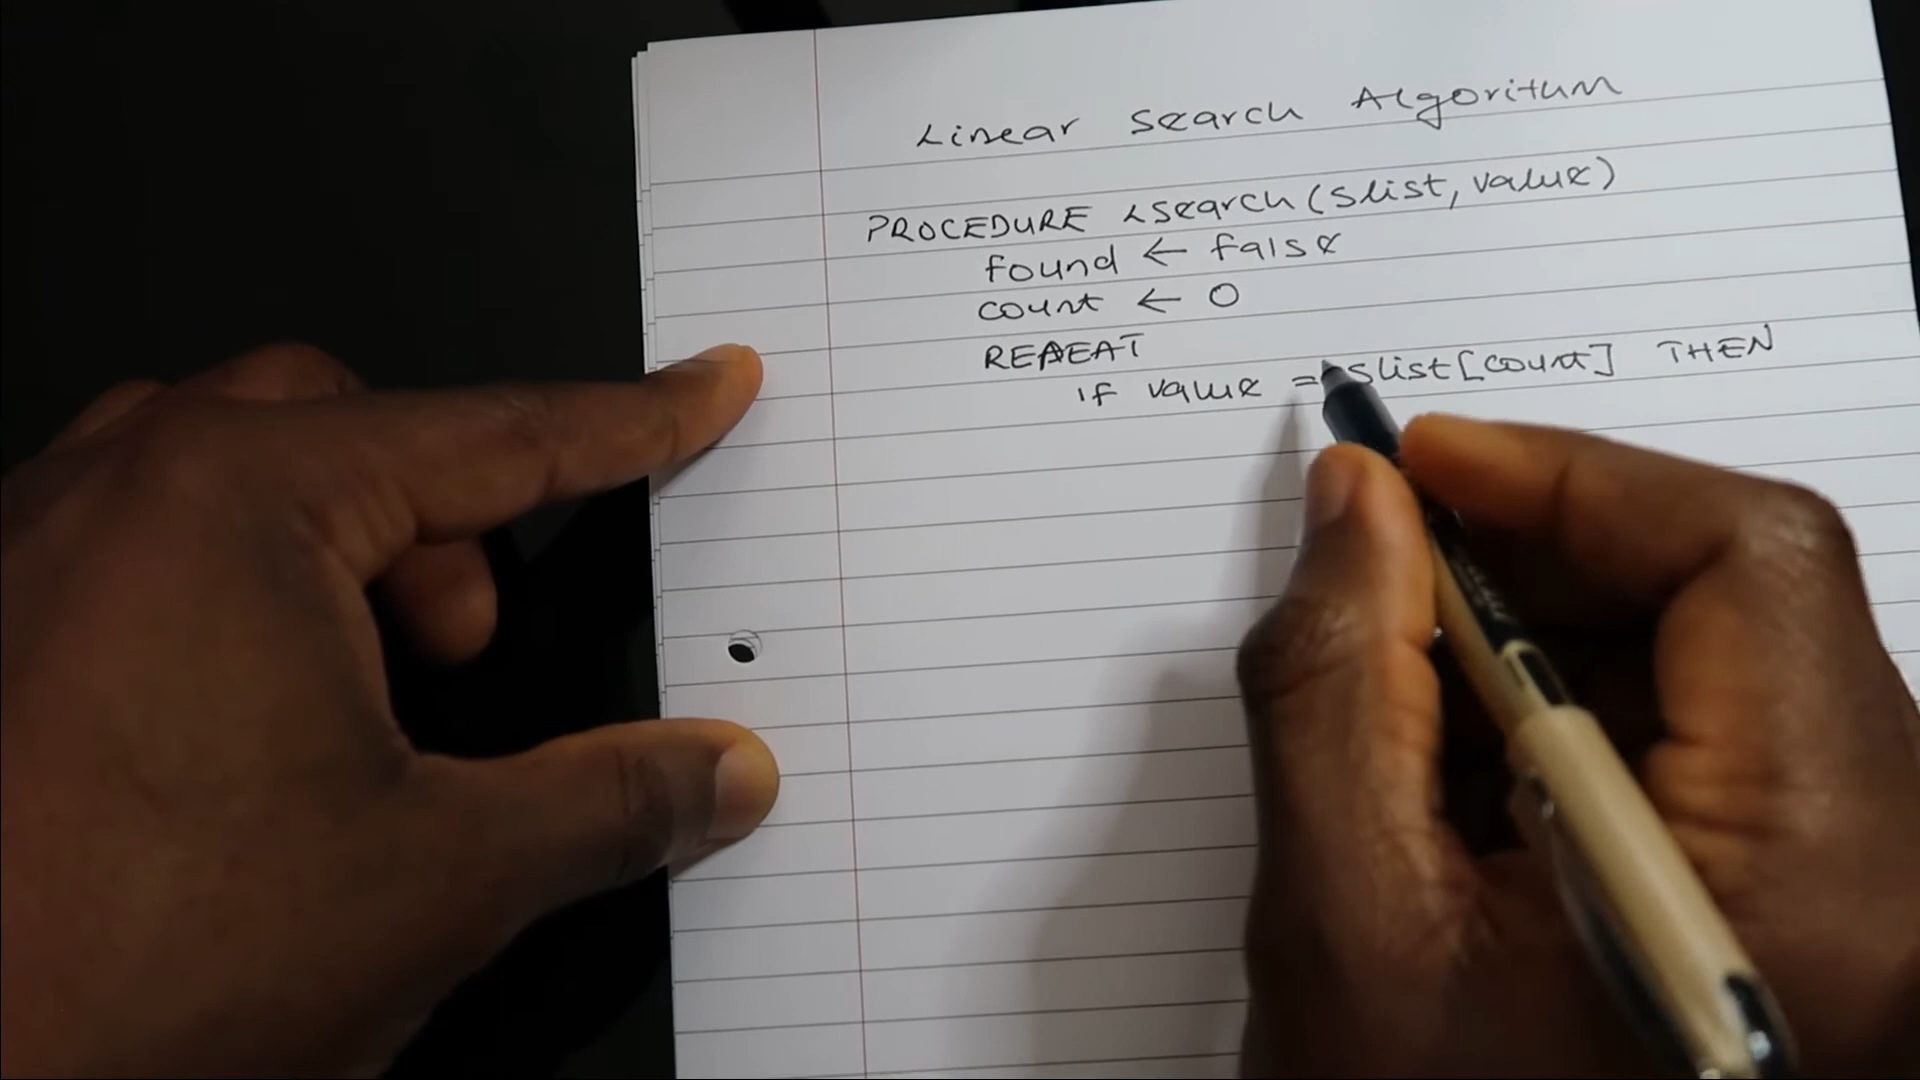 Linear Search Algorithm
PROCEDURE Lsearch(slist, value)
found ← false
count ← 0
REPEAT
if value = slist[count] THEN